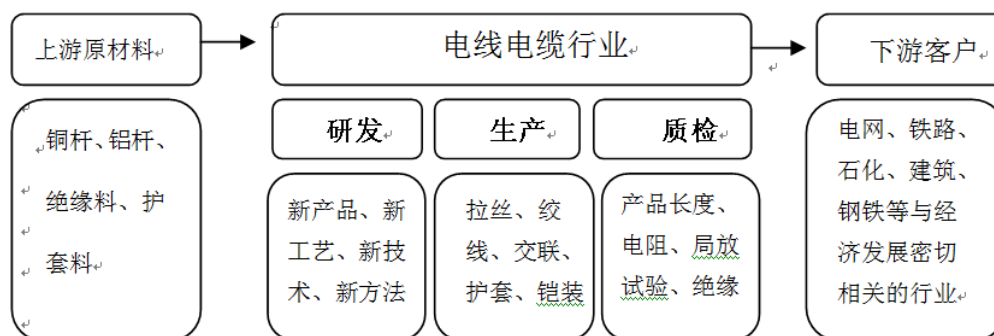 上游原材料
电线电缆行业
下游客户
铜杆、铝杆、
绝缘料、护
套料
研发
生产
质检
新产品、新
工艺、新技
术、新方法
拉丝、绞
线、交联、
护套、铠装
产品长度、
电阻、局放
试验、绝缘
电网、铁路、
石化、建筑、
钢铁等与经
济发展密切
相关的行业